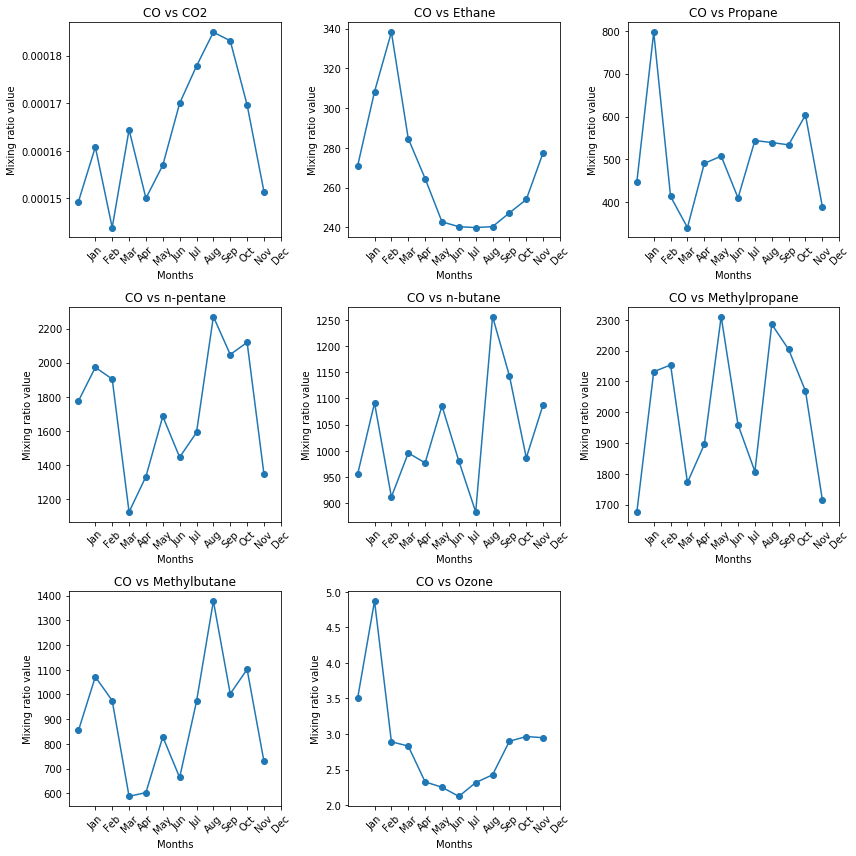 CO vs CO2
Mixing ratio value
0.00018
0.00017
0.00016
0.00015
Jan Feb Mar Apr May Jun Jul Aug Sep Oct Nov Dec
Months
CO vs Ethane
Mixing ratio value
340
320
300
280
260
240
Jan Feb Mar Apr May Jun Jul Aug Sep Oct Nov Dec
Months
CO vs Propane
Mixing ratio value
800
700
600
500
400
Jan Feb Mar Apr May Jun Jul Aug Sep Oct Nov Dec
Months
CO vs n-pentane
Mixing ratio value
2200
2000
1800
1600
1400
1200
Jan Feb Mar Apr May Jun Jul Aug Sep Oct Nov Dec
Months
CO vs n-butane
Mixing ratio value
1250
1200
1150
1100
1050
1000
950
900
Jan Feb Mar Apr May Jun Jul Aug Sep Oct Nov Dec
Months
CO vs Methylpropane
Mixing ratio value
2300
2200
2100
2000
1900
1800
1700
Jan Feb Mar Apr May Jun Jul Aug Sep Oct Nov Dec
Months
CO vs Methylbutane
Mixing ratio value
1400
1300
1200
1100
1000
900
800
700
600
Jan Feb Mar Apr May Jun Jul Aug Sep Oct Nov Dec
Months
CO vs Ozone
Mixing ratio value
5.0
4.5
4.0
3.5
3.0
2.5
2.0
Jan Feb Mar Apr May Jun Jul Aug Sep Oct Nov Dec
Months